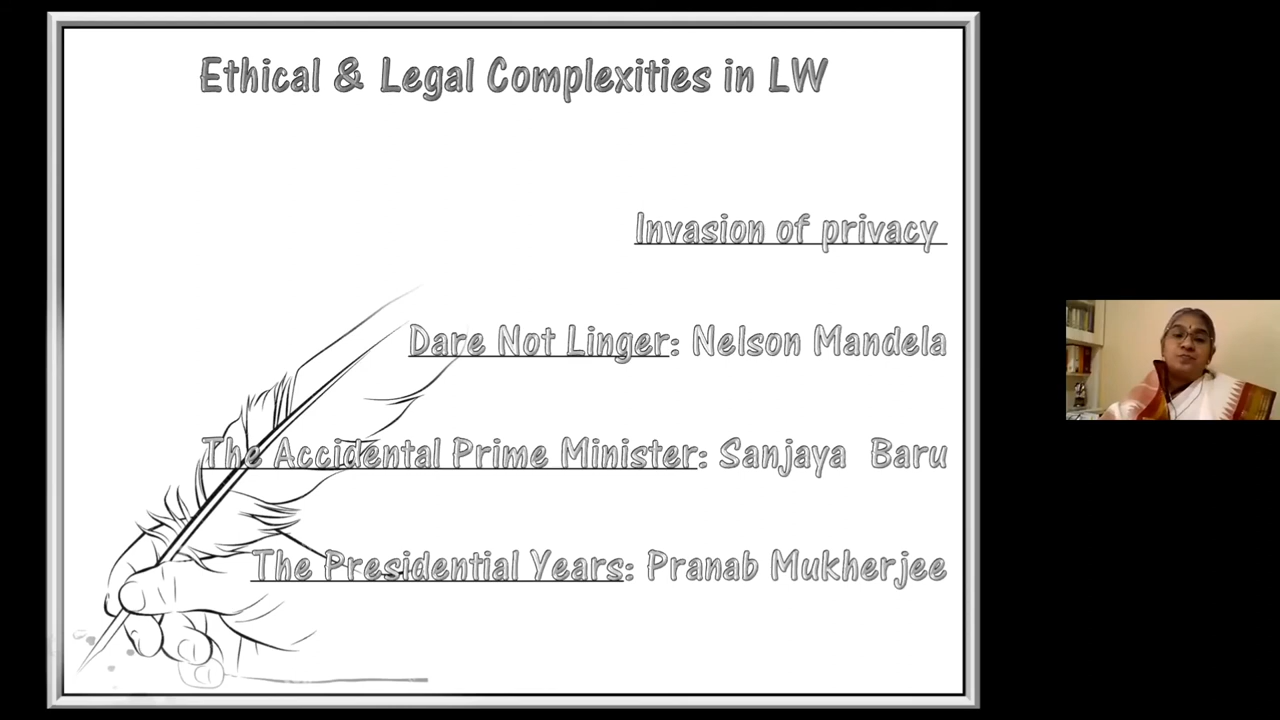 Ethical & Legal Complexities in LW
Invasion of privacy
Dare Not Linger: Nelson Mandela
The Accidental Prime Minister: Sanjaya Baru
The Presidential Years: Pranab Mukherjee